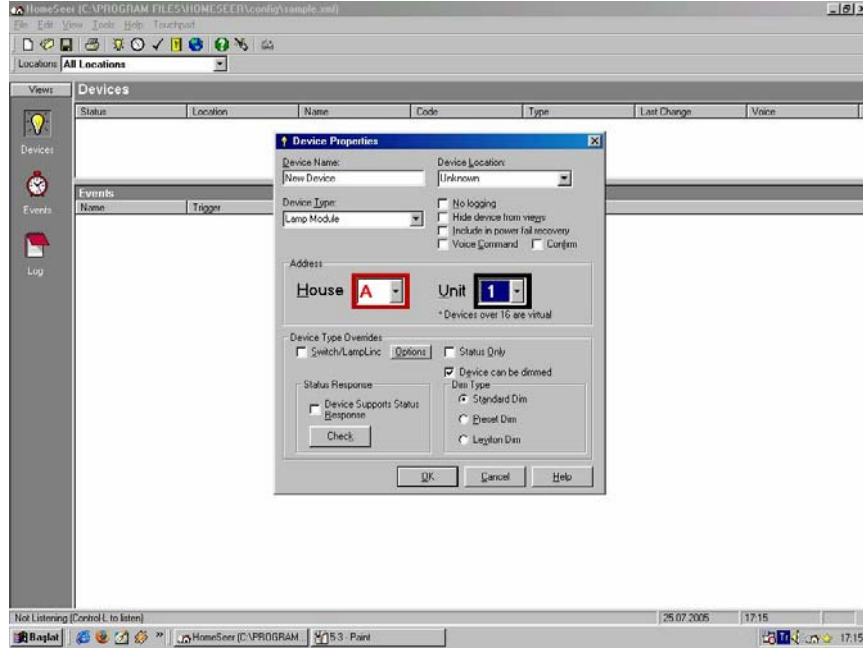 HomeSeer (C:\PROGRAM FILES\HOMESEER\config\sample.xml)
File Edit View Tools Help Touchpad
Locations All Locations
Views Devices
Status Location Name Code Type Last Change Voice
Devices
Events
Name Trigger
Events
Log
Device Properties
Device Name: Device Location:
New Device Unknown
Device Type:
Lamp Module
No logging
Hide device from views
Include in power fail recovery
Voice Command Confirm
Address
House A Unit 1
* Devices over 16 are virtual
Device Type Overrides
Switch/LampLinc Options Status Only
Device can be dimmed
Status Response Dim Type
Device Supports Status Response
Standard Dim
Preset Dim
Check
Leviton Dim
OK Cancel Help
Not Listening (Control-L to listen) 25.07.2005 17:15
Başlat HomeSeer (C:\PROGRAM... 5-3 - Paint Tr 17:15